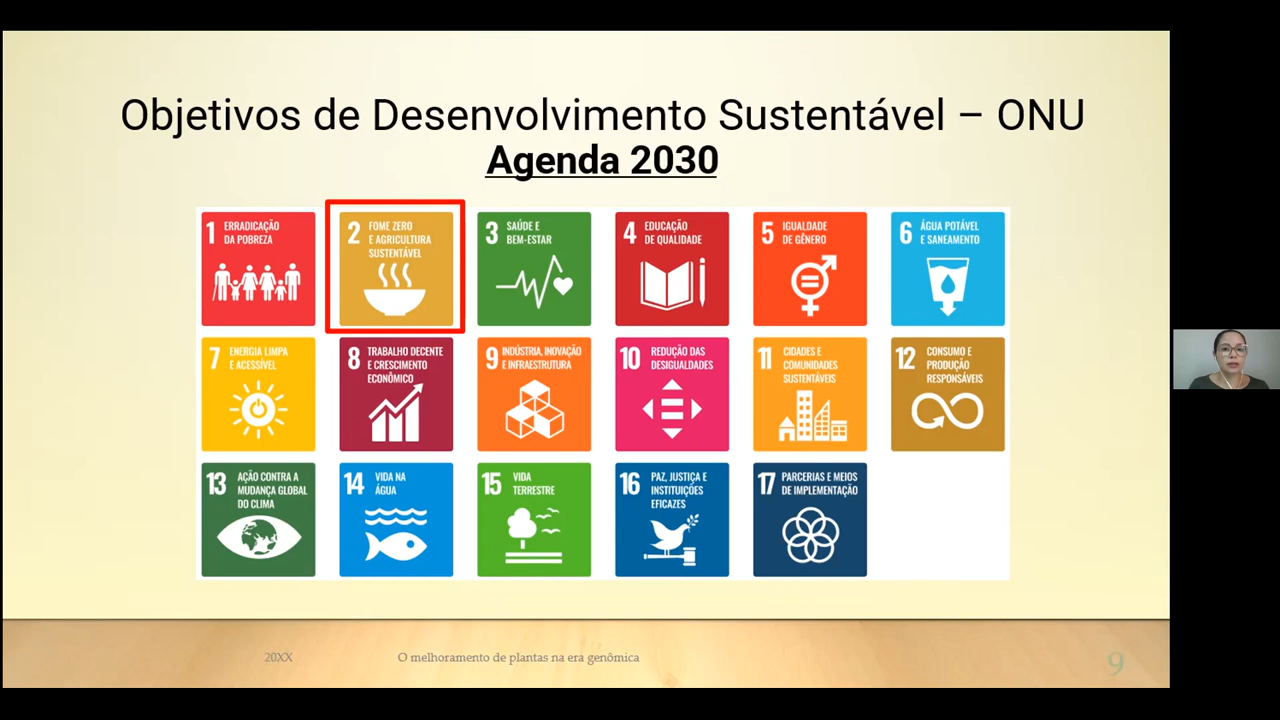 Objetivos de Desenvolvimento Sustentável – ONU
Agenda 2030
1 ERRADICAÇÃO
DA POBREZA
2 FOME ZERO
E AGRICULTURA
SUSTENTÁVEL
3 SAÚDE E
BEM-ESTAR
4 EDUCAÇÃO
DE QUALIDADE
5 IGUALDADE
DE GÊNERO
6 ÁGUA POTÁVEL
E SANEAMENTO
7 ENERGIA LIMPA
E ACESSÍVEL
8 TRABALHO DECENTE
E CRESCIMENTO
ECONÔMICO
9 INDÚSTRIA, INOVAÇÃO
E INFRAESTRUTURA
10 REDUÇÃO DAS
DESIGUALDADES
11 CIDADES E
COMUNIDADES
SUSTENTÁVEIS
12 CONSUMO E
PRODUÇÃO
RESPONSÁVEIS
13 AÇÃO CONTRA A
MUDANÇA GLOBAL
DO CLIMA
14 VIDA NA
ÁGUA
15 VIDA
TERRESTRE
16 PAZ, JUSTIÇA E
INSTITUIÇÕES
EFICAZES
17 PARCERIAS E MEIOS
DE IMPLEMENTAÇÃO
20XX
O melhoramento de plantas na era genômica
9